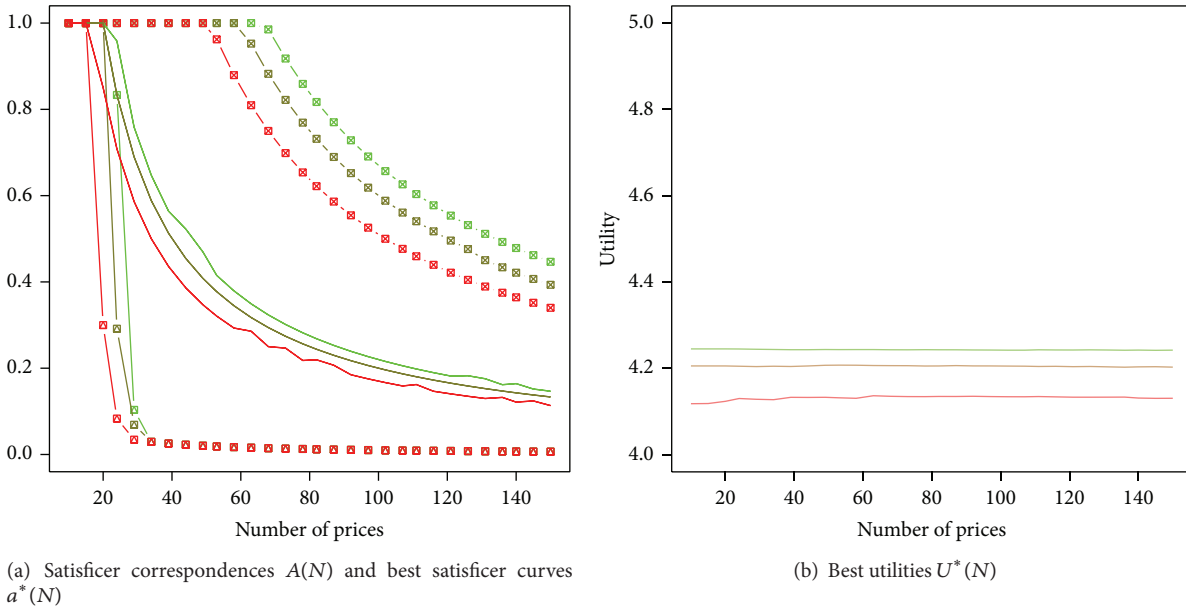 1.0
0.8
0.6
0.4
0.2
0.0
20 40 60 80 100 120 140
Number of prices
(a) Satisficer correspondences A(N) and best satisficer curves
a*(N)
5.0
4.8
4.6
4.4
4.2
4.0
Utility
20 40 60 80 100 120 140
Number of prices
(b) Best utilities U*(N)